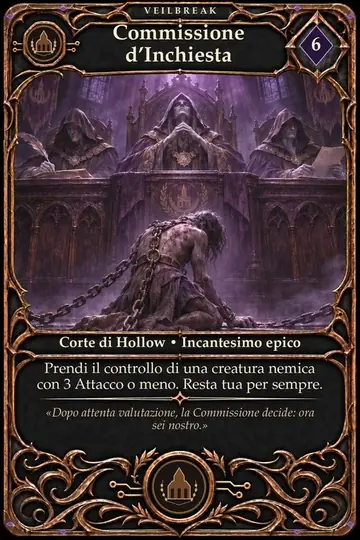 VEILBREAK
Commissione
d'Inchiesta
6
Corte di Hollow • Incantesimo epico
Prendi il controllo di una creatura nemica
con 3 Attacco o meno. Resta tua per sempre.
«Dopo attenta valutazione, la Commissione decide: ora
sei nostro.»